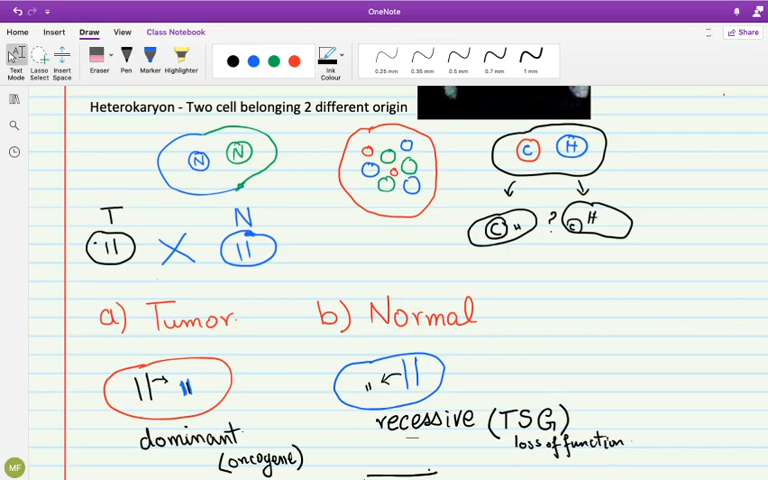 OneNote
Home Insert Draw View Class Notebook
Share
Text Mode
Lasso Select
Insert Space
Eraser
Pen
Marker
Highlighter
Ink Colour
0.25 mm
0.35 mm
0.5 mm
0.7 mm
1 mm
Heterokaryon - Two cell belonging 2 different origin
N N
C H
T N
C H ? C H
X
a) Tumor. b) Normal
dominant
(oncogene)
recessive (TSG)
loss of function
MF